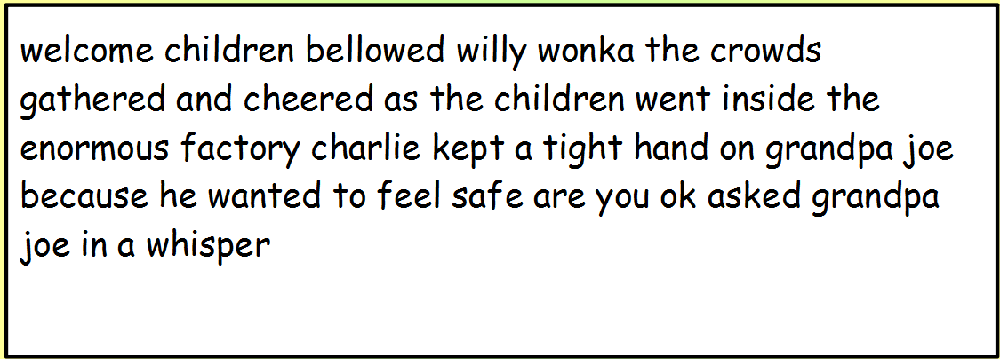 welcome children bellowed willy wonka the crowds
gathered and cheered as the children went inside the
enormous factory charlie kept a tight hand on grandpa joe
because he wanted to feel safe are you ok asked grandpa
joe in a whisper